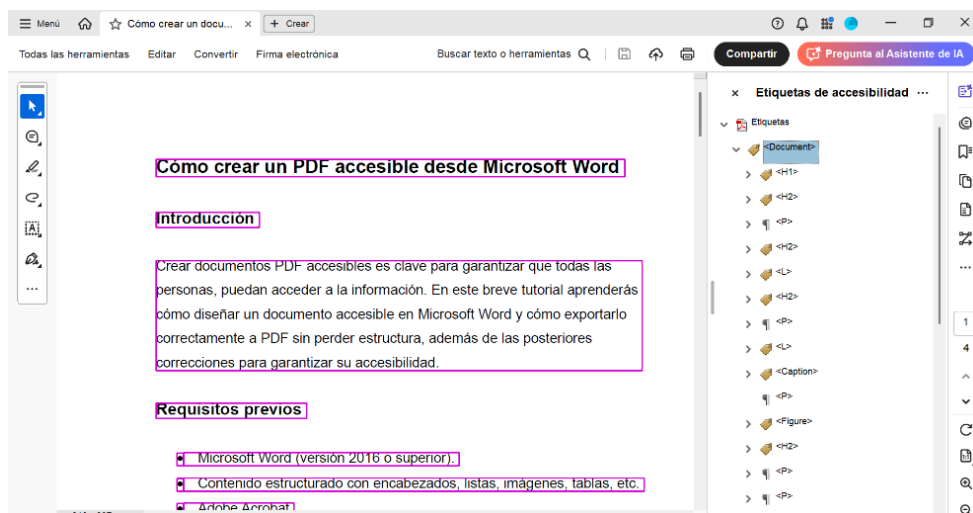 Menú
Cómo crear un docu... × + Crear
Todas las herramientas Editar Convertir Firma electrónica Buscar texto o herramientas Compartir Pregunta al Asistente de IA
Cómo crear un PDF accesible desde Microsoft Word
Introducción
Crear documentos PDF accesibles es clave para garantizar que todas las
personas, puedan acceder a la información. En este breve tutorial aprenderás
cómo diseñar un documento accesible en Microsoft Word y cómo exportarlo
correctamente a PDF sin perder estructura, además de las posteriores
correcciones para garantizar su accesibilidad.
Requisitos previos
• Microsoft Word (versión 2016 o superior).
• Contenido estructurado con encabezados, listas, imágenes, tablas, etc.
• Adobe Acrobat
× Etiquetas de accesibilidad ...
Etiquetas
<Document>
<H1>
<H2>
<P>
<H2>
<L>
<H2>
<P>
<L>
<Caption>
<P>
<Figure>
<H2>
<P>
<P>
1
4